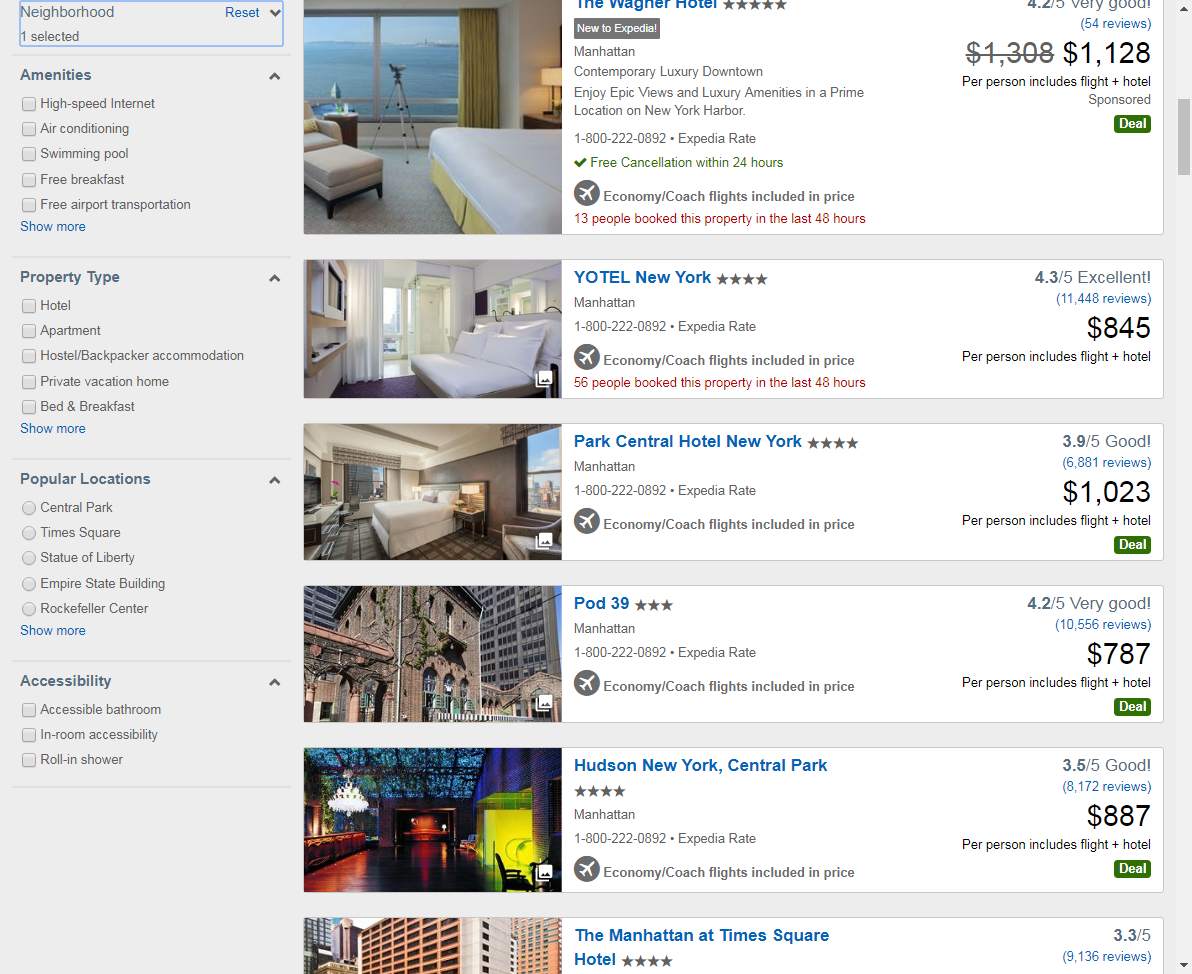 Neighborhood
Reset
1 selected
Amenities
High-speed Internet
Air conditioning
Swimming pool
Free breakfast
Free airport transportation
Show more
Property Type
Hotel
Apartment
Hostel/Backpacker accommodation
Private vacation home
Bed & Breakfast
Show more
Popular Locations
Central Park
Times Square
Statue of Liberty
Empire State Building
Rockefeller Center
Show more
Accessibility
Accessible bathroom
In-room accessibility
Roll-in shower
The Wagner Hotel
New to Expedia!
Manhattan
Contemporary Luxury Downtown
Enjoy Epic Views and Luxury Amenities in a Prime
Location on New York Harbor.
1-800-222-0892 • Expedia Rate
Free Cancellation within 24 hours
Economy/Coach flights included in price
13 people booked this property in the last 48 hours
4.2/5 Very good!
(54 reviews)
$1,308 $1,128
Per person includes flight + hotel
Sponsored
Deal
YOTEL New York
Manhattan
1-800-222-0892 • Expedia Rate
Economy/Coach flights included in price
56 people booked this property in the last 48 hours
4.3/5 Excellent!
(11,448 reviews)
$845
Per person includes flight + hotel
Park Central Hotel New York
Manhattan
1-800-222-0892 • Expedia Rate
Economy/Coach flights included in price
3.9/5 Good!
(6,881 reviews)
$1,023
Per person includes flight + hotel
Deal
Pod 39
Manhattan
1-800-222-0892 • Expedia Rate
Economy/Coach flights included in price
4.2/5 Very good!
(10,556 reviews)
$787
Per person includes flight + hotel
Deal
Hudson New York, Central Park
Manhattan
1-800-222-0892 • Expedia Rate
Economy/Coach flights included in price
3.5/5 Good!
(8,172 reviews)
$887
Per person includes flight + hotel
Deal
The Manhattan at Times Square
Hotel
3.3/5
(9,136 reviews)